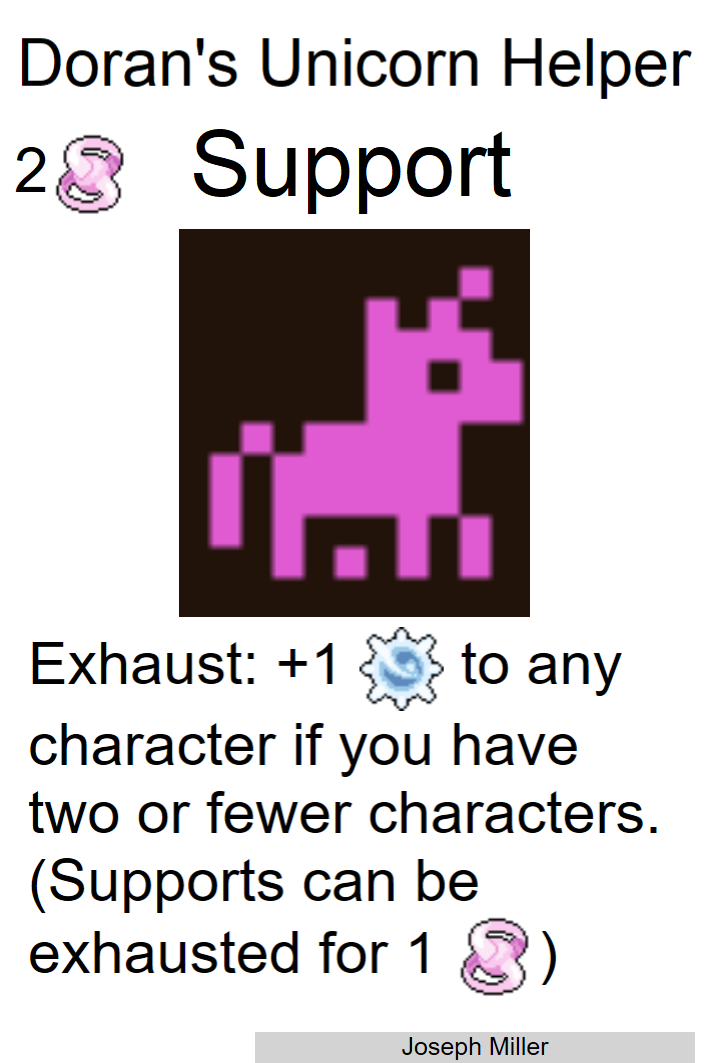 Doran's Unicorn Helper
2 Support
Exhaust: +1 to any
character if you have
two or fewer characters.
(Supports can be
exhausted for 1 )
Joseph Miller